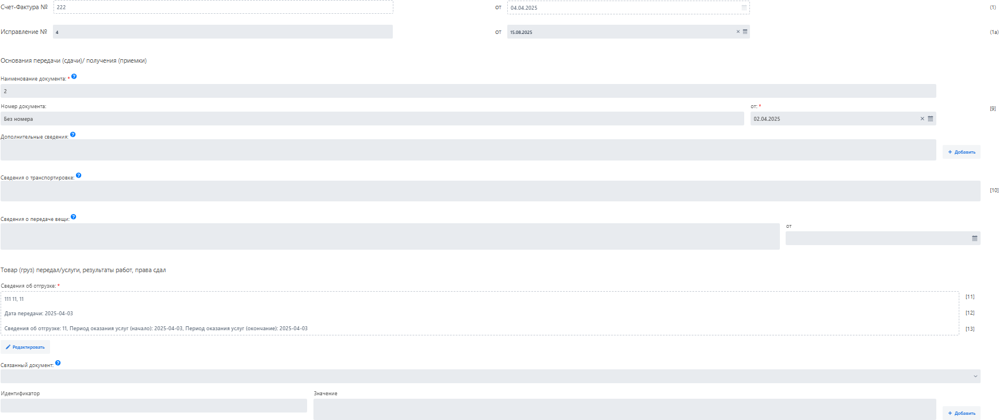 Счет-Фактура № 222 от 04.04.2025 (1)
Исправление № 4 от 15.08.2025 (1а)
Основания передачи (сдачи)/ получения (приемки)
Наименование документа: *
2
Номер документа: от: * [9]
Без номера 02.04.2025
Дополнительные сведения:
+ Добавить
Сведения о транспортировке:
[10]
Сведения о передаче вещи:
от
Товар (груз) передал/услуги, результаты работ, права сдал
Сведения об отгрузке: *
111 11, 11 [11]
Дата передачи: 2025-04-03 [12]
Сведения об отгрузке: 11, Период оказания услуг (начало): 2025-04-03, Период оказания услуг (окончание): 2025-04-03 [13]
Редактировать
Связанный документ:
Идентификатор Значение
+ Добавить